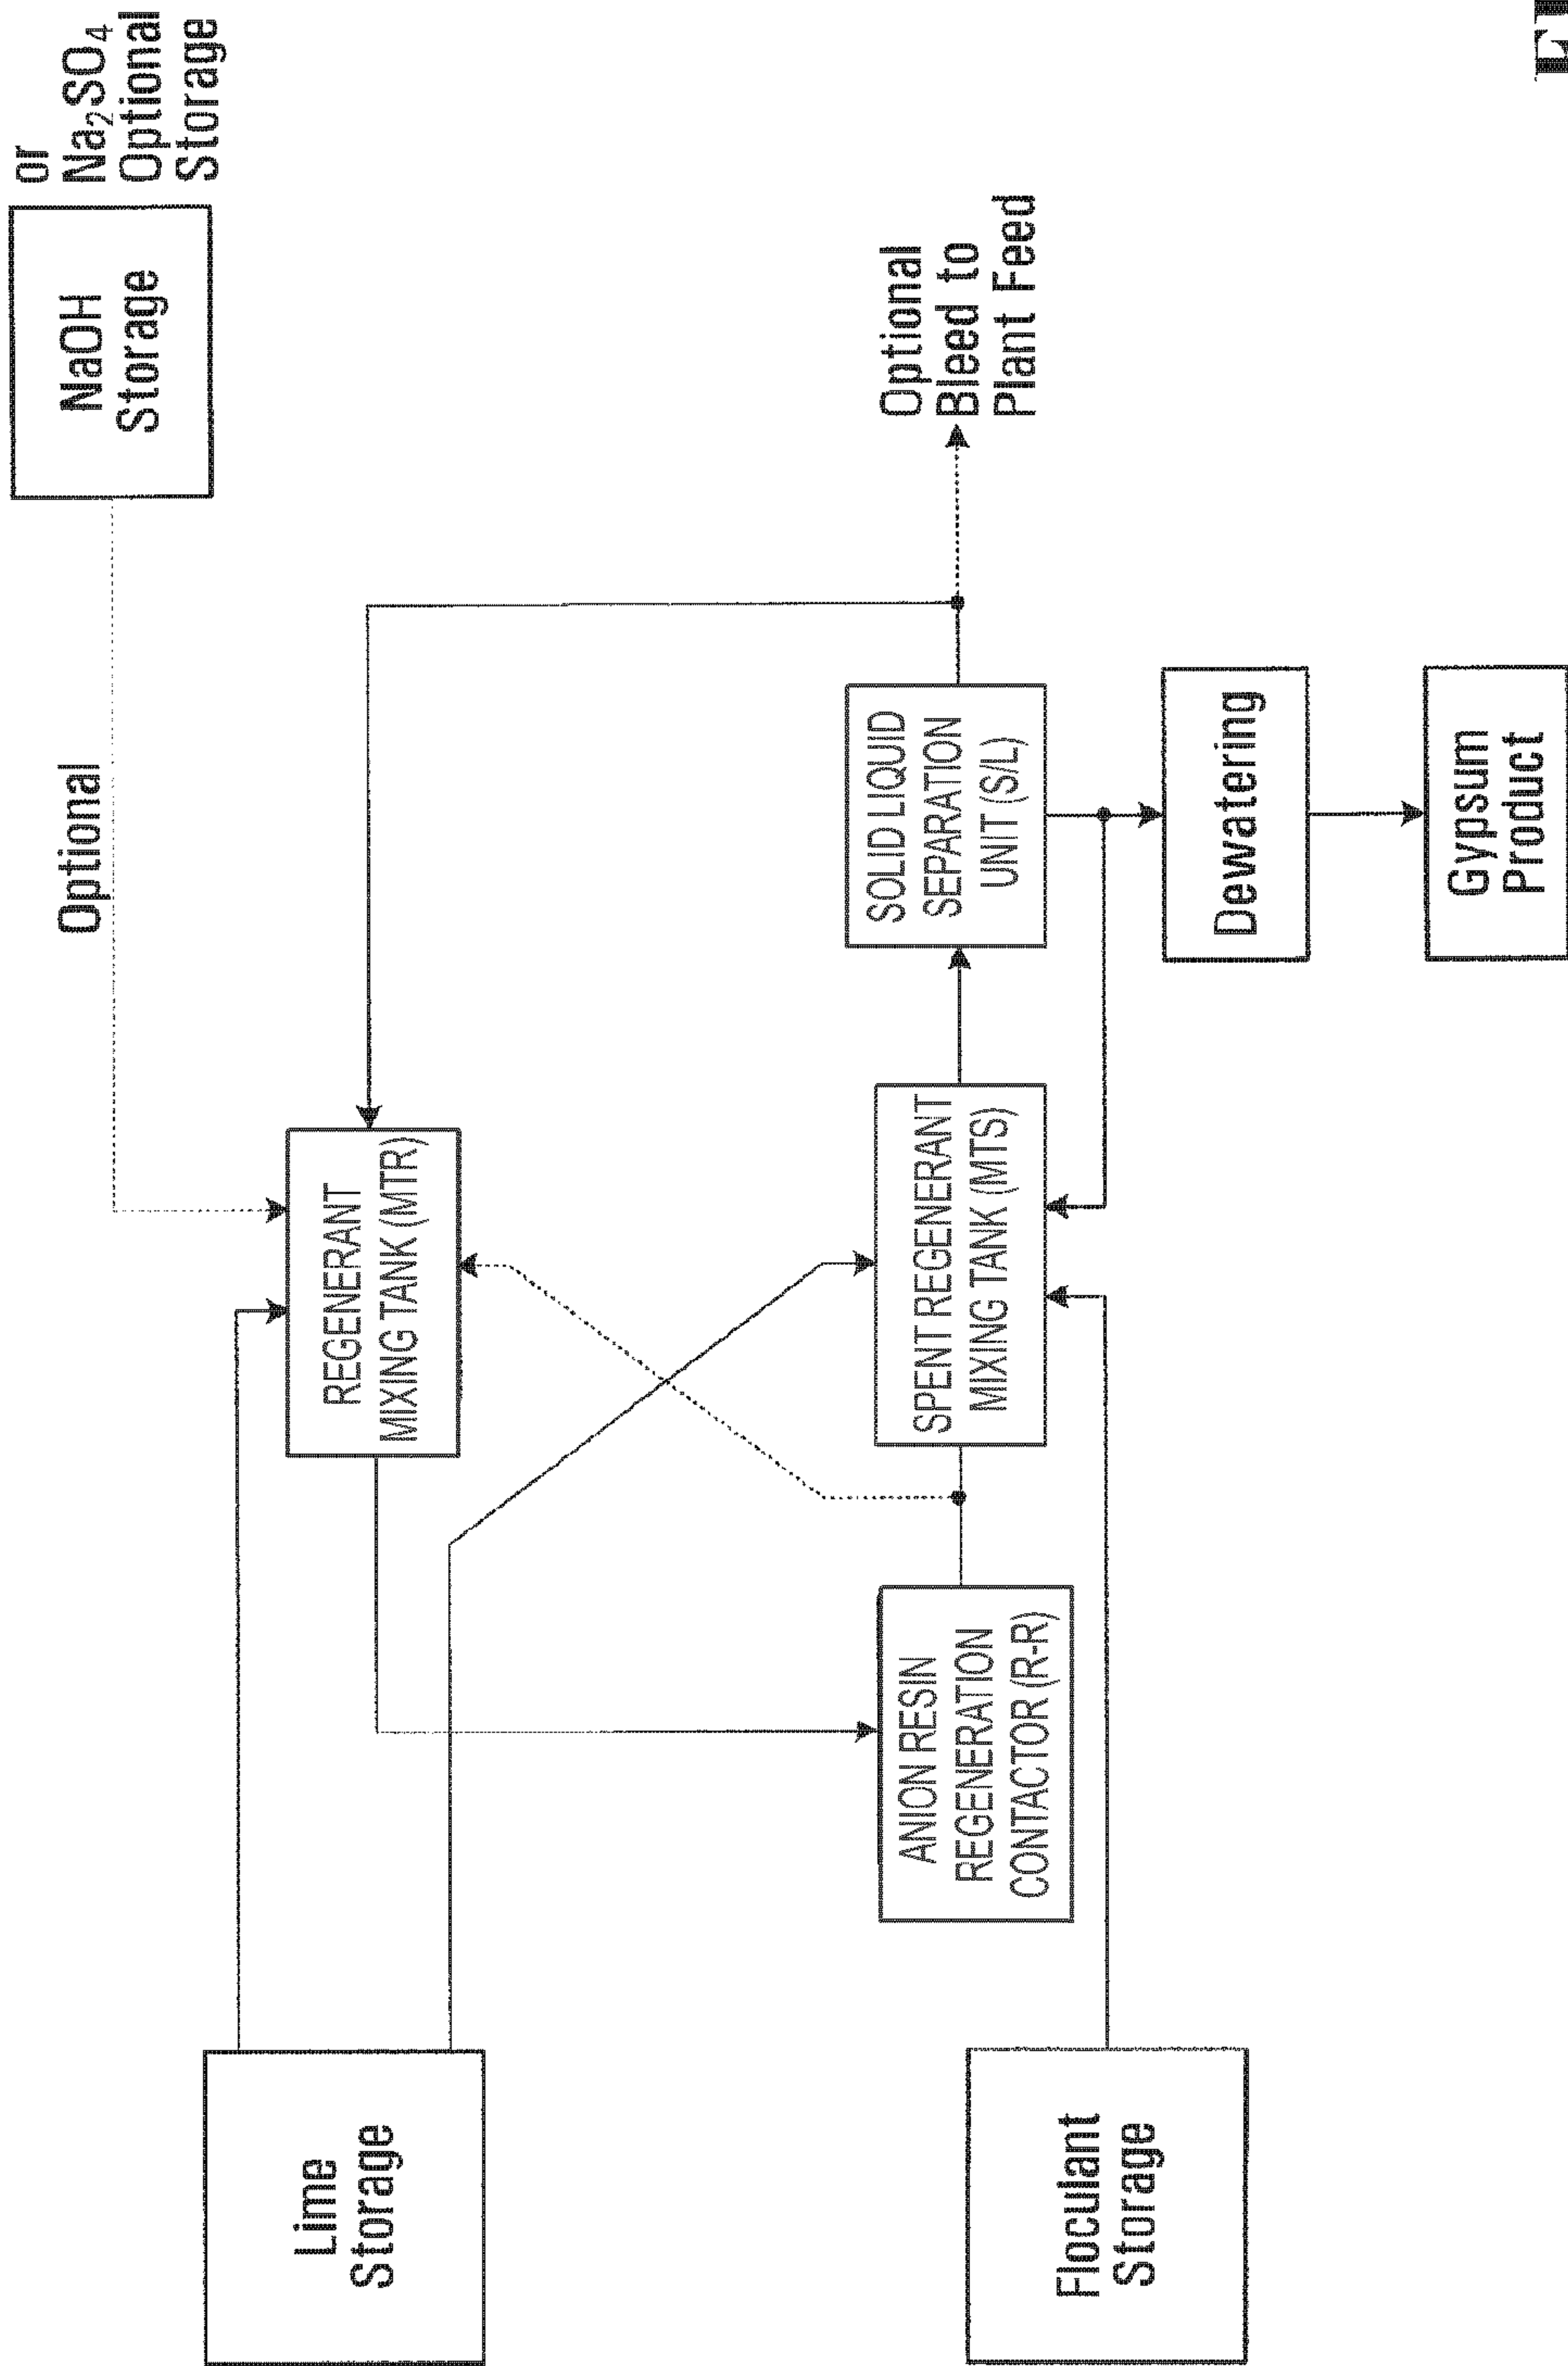 or
Na₂SO₄
Optional
Storage
NaOH
Storage
Optional
Lime
Storage
REGENERANT
MIXING TANK (MTR)
Optional
Bleed to
Plant Feed
ANION RESIN
REGENERATION
CONTACTOR (R-R)
SPENT REGENERANT
MIXING TANK (MTS)
SOLID LIQUID
SEPARATION
UNIT (S/L)
Floculant
Storage
Dewatering
Gypsum
Product